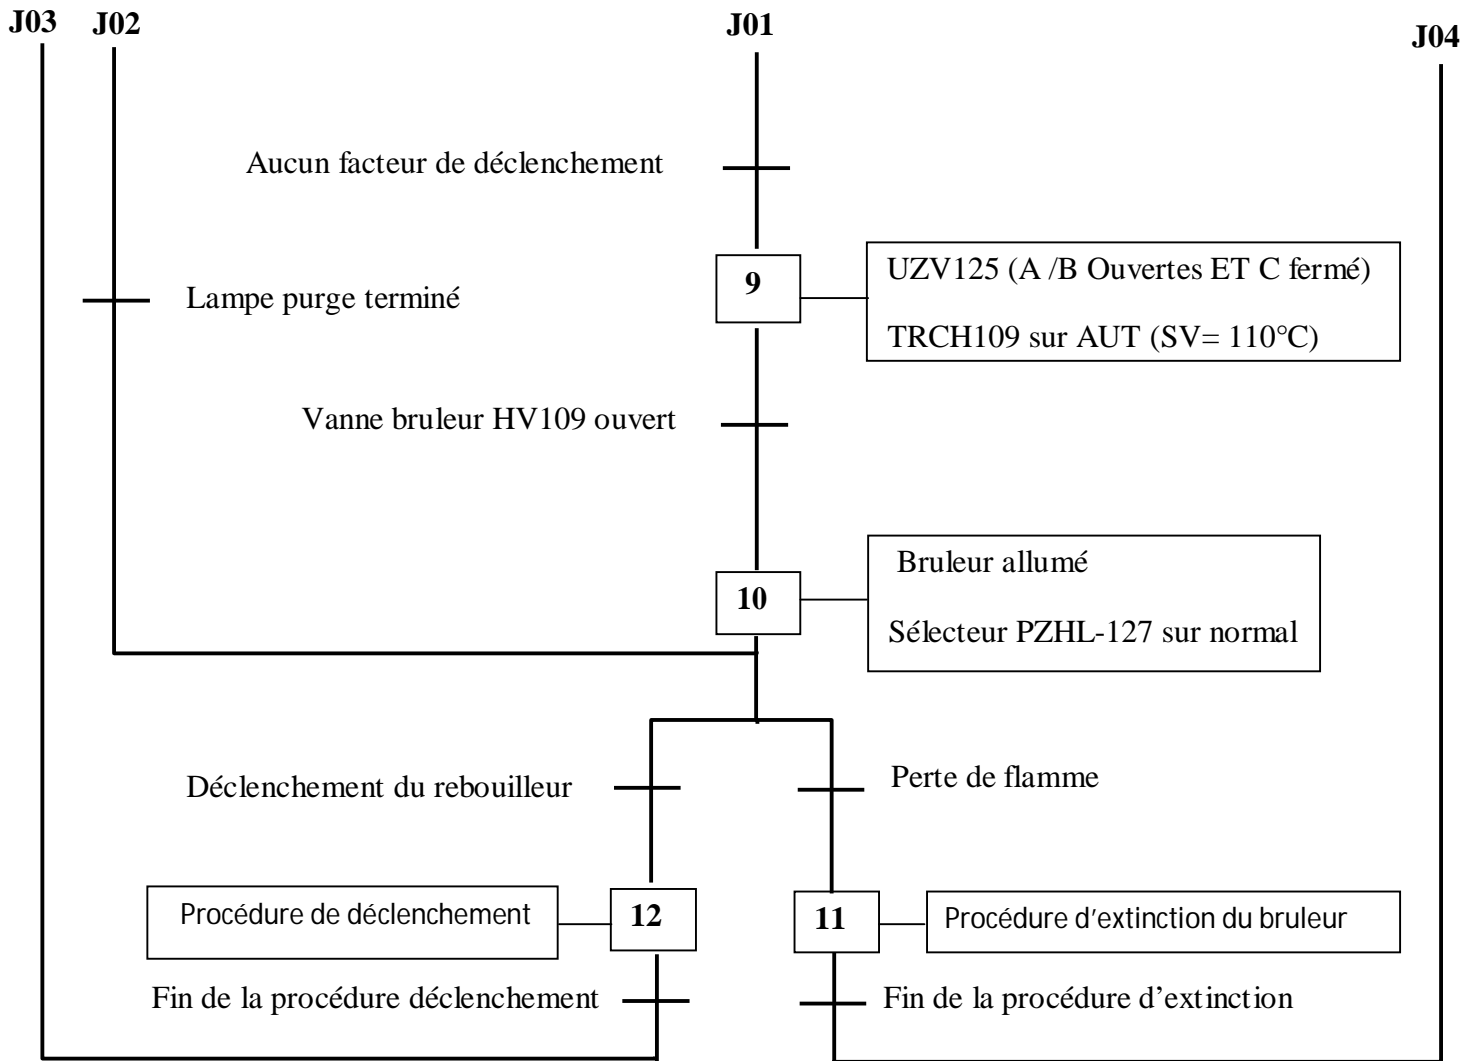 J03
J02
J01
J04
Aucun facteur de déclenchement
9
UZV125 (A /B Ouvertes ET C fermé)
TRCH109 sur AUT (SV= 110°C)
Lampe purge terminé
Vanne bruleur HV109 ouvert
10
Bruleur allumé
Sélecteur PZHL-127 sur normal
Déclenchement du rebouilleur
Perte de flamme
Procédure de déclenchement
12
11
Procédure d'extinction du bruleur
Fin de la procédure déclenchement
Fin de la procédure d'extinction